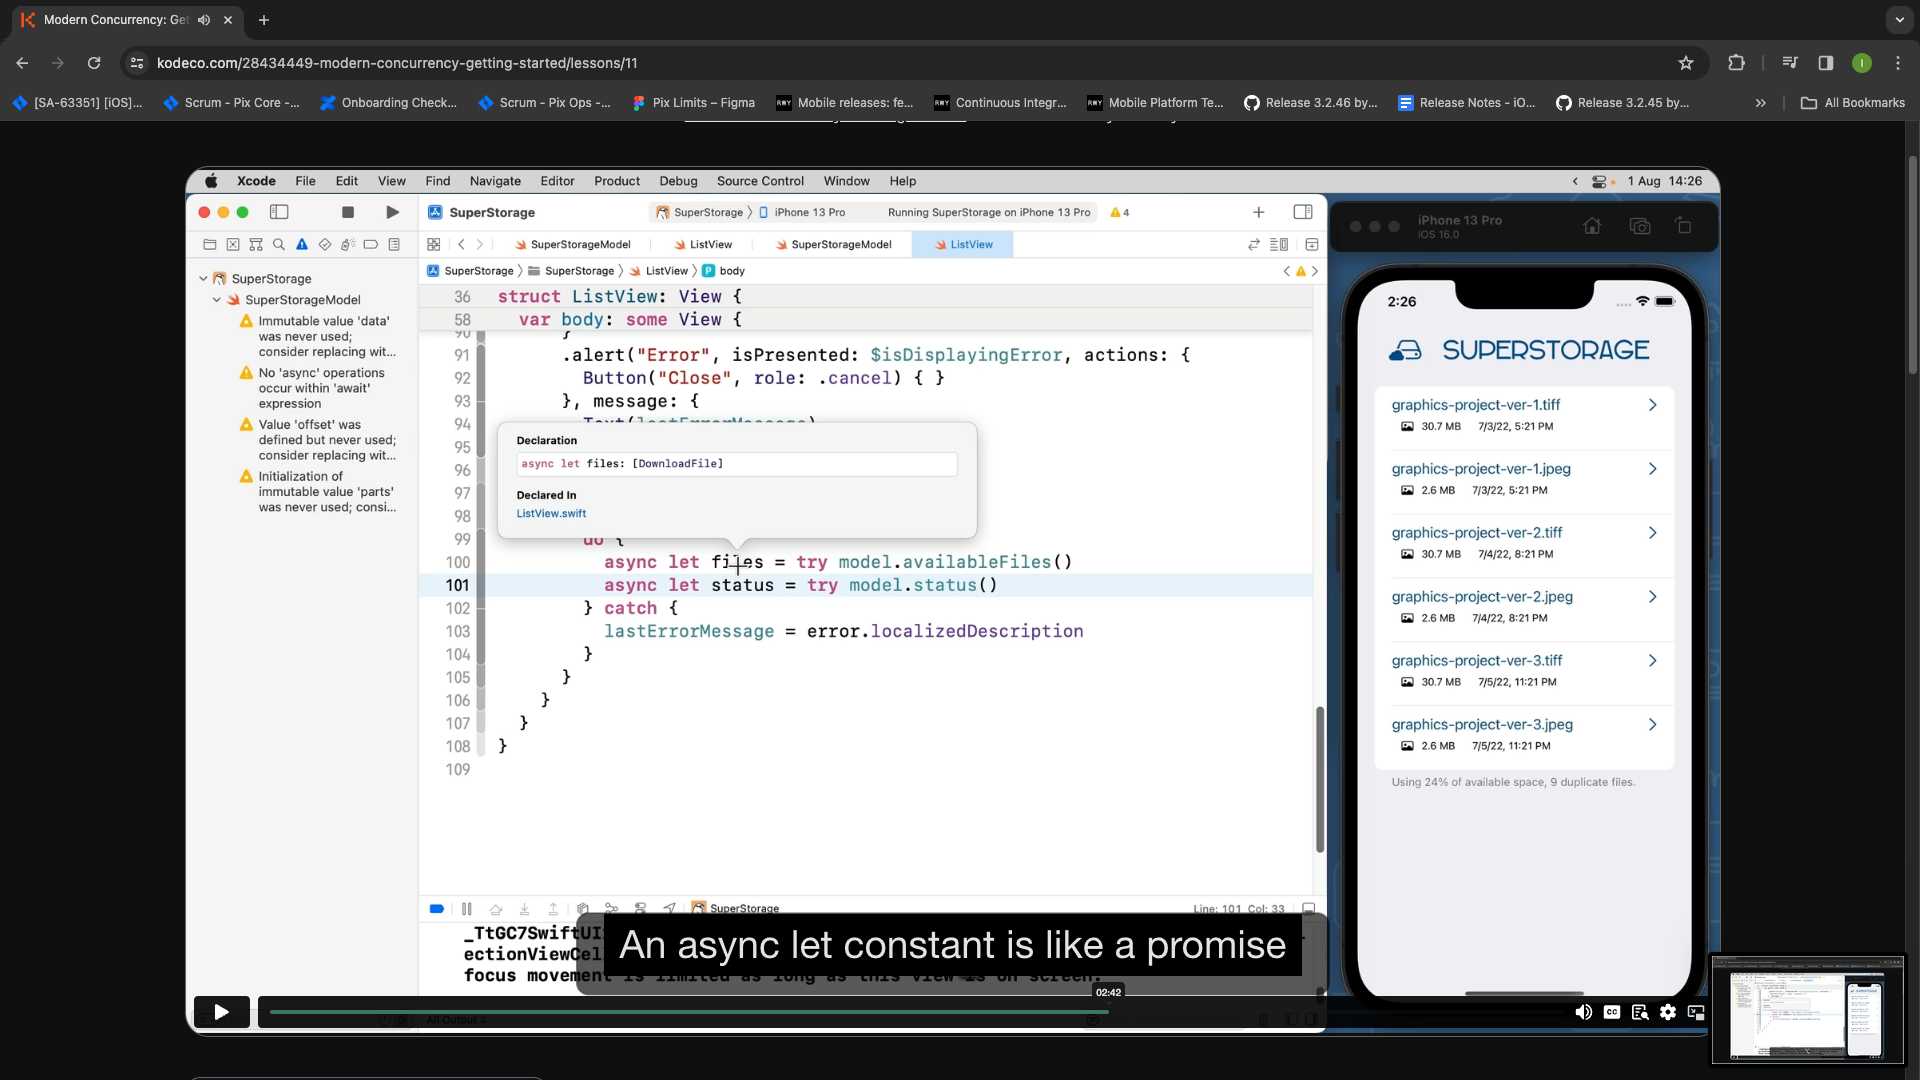 Modern Concurrency: Get
kodeco.com/28434449-modern-concurrency-getting-started/lessons/11
I
[SA-63351] [iOS]...
Scrum - Pix Core -...
Onboarding Check...
Scrum - Pix Ops -...
Pix Limits – Figma
Mobile releases: fe...
Continuous Integr...
Mobile Platform Te...
Release 3.2.46 by...
Release Notes - iO...
Release 3.2.45 by...
All Bookmarks
Xcode File Edit View Find Navigate Editor Product Debug Source Control Window Help
1 Aug 14:26
SuperStorage
SuperStorage
iPhone 13 Pro
Running SuperStorage on iPhone 13 Pro
4
SuperStorageModel
ListView
SuperStorageModel
ListView
SuperStorage
SuperStorage
ListView
P body
SuperStorage
SuperStorageModel
Immutable value 'data'
was never used;
consider replacing wit...
No 'async' operations
occur within 'await'
expression
Value 'offset' was
defined but never used;
consider replacing wit...
Initialization of
immutable value 'parts'
was never used; consi...
36 struct ListView: View {
58 var body: some View {
90 }
91 .alert("Error", isPresented: $isDisplayingError, actions: {
92 Button("Close", role: .cancel) { }
93 }, message: {
94 Text(lastErrorMessage)
95
96
97
98
99 do {
100 async let files = try model.availableFiles()
101 async let status = try model.status()
102 } catch {
103 lastErrorMessage = error.localizedDescription
104 }
105 }
106 }
107 }
108 }
109
Declaration
async let files: [DownloadFile]
Declared In
ListView.swift
SuperStorage
Line: 101 Col: 33
_TtGC7SwiftUI
ectionViewCel
focus movement is limited as long as this view is on screen.
An async let constant is like a promise
02:42
All Output
CC
iPhone 13 Pro
iOS 16.0
2:26
SUPERSTORAGE
graphics-project-ver-1.tiff
30.7 MB 7/3/22, 5:21 PM
graphics-project-ver-1.jpeg
2.6 MB 7/3/22, 5:21 PM
graphics-project-ver-2.tiff
30.7 MB 7/4/22, 8:21 PM
graphics-project-ver-2.jpeg
2.6 MB 7/4/22, 8:21 PM
graphics-project-ver-3.tiff
30.7 MB 7/5/22, 11:21 PM
graphics-project-ver-3.jpeg
2.6 MB 7/5/22, 11:21 PM
Using 24% of available space, 9 duplicate files.